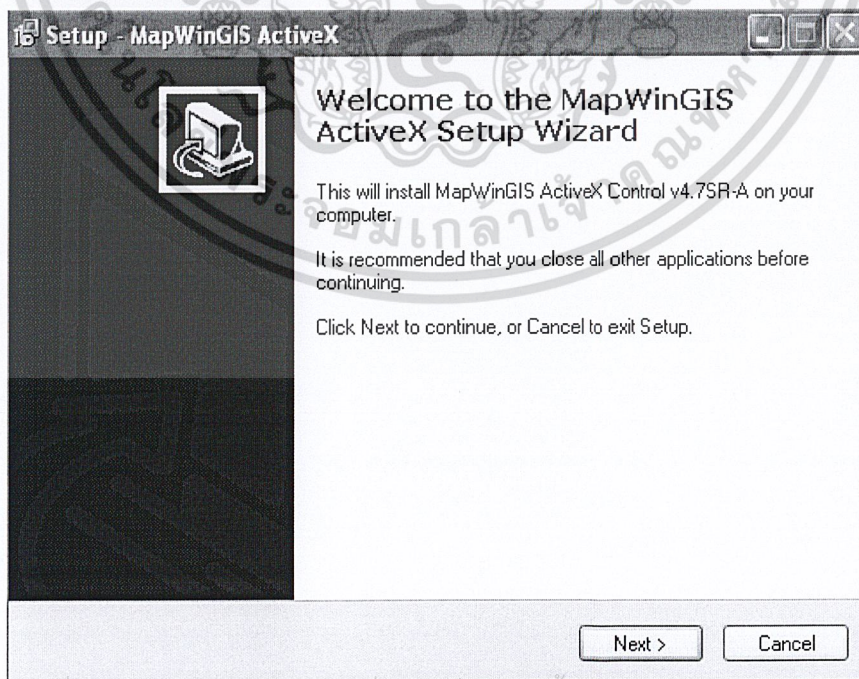 Setup - MapWinGIS ActiveX
Welcome to the MapWinGIS
ActiveX Setup Wizard
This will install MapWinGIS ActiveX Control v4.7SR-A on your
computer.
It is recommended that you close all other applications before
continuing.
Click Next to continue, or Cancel to exit Setup.
Next >
Cancel